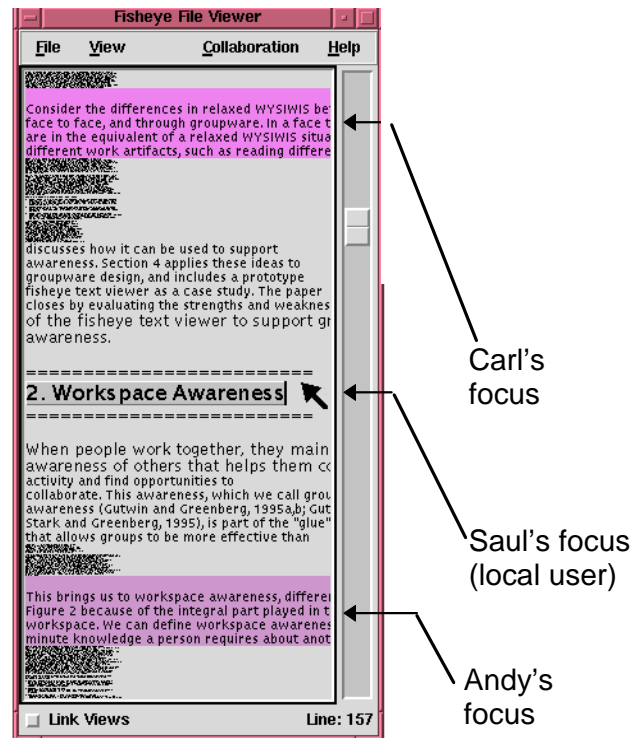 Fisheye File Viewer
File View Collaboration Help
Consider the differences in relaxed WYSIWIS be
face to face, and through groupware. In a face t
are in the equivalent of a relaxed WYSIWIS situa
different work artifacts, such as reading differe
discusses how it can be used to support
awareness. Section 4 applies these ideas to
groupware design, and includes a prototype
fisheye text viewer as a case study. The paper
closes by evaluating the strengths and weaknes
of the fisheye text viewer to support gr
awareness.
==========================
2. Workspace Awareness
==========================
When people work together, they main
awareness of others that helps them co
activity and find opportunities to
collaborate. This awareness, which we call grou
awareness (Gutwin and Greenberg, 1995a,b; Gut
Stark and Greenberg, 1995), is part of the "glue"
that allows groups to be more effective than
This brings us to workspace awareness, differen
Figure 2 because of the integral part played in t
workspace. We can define workspace awarenes
minute knowledge a person requires about anot
Link Views Line: 157
Carl's
focus
Saul's focus
(local user)
Andy's
focus